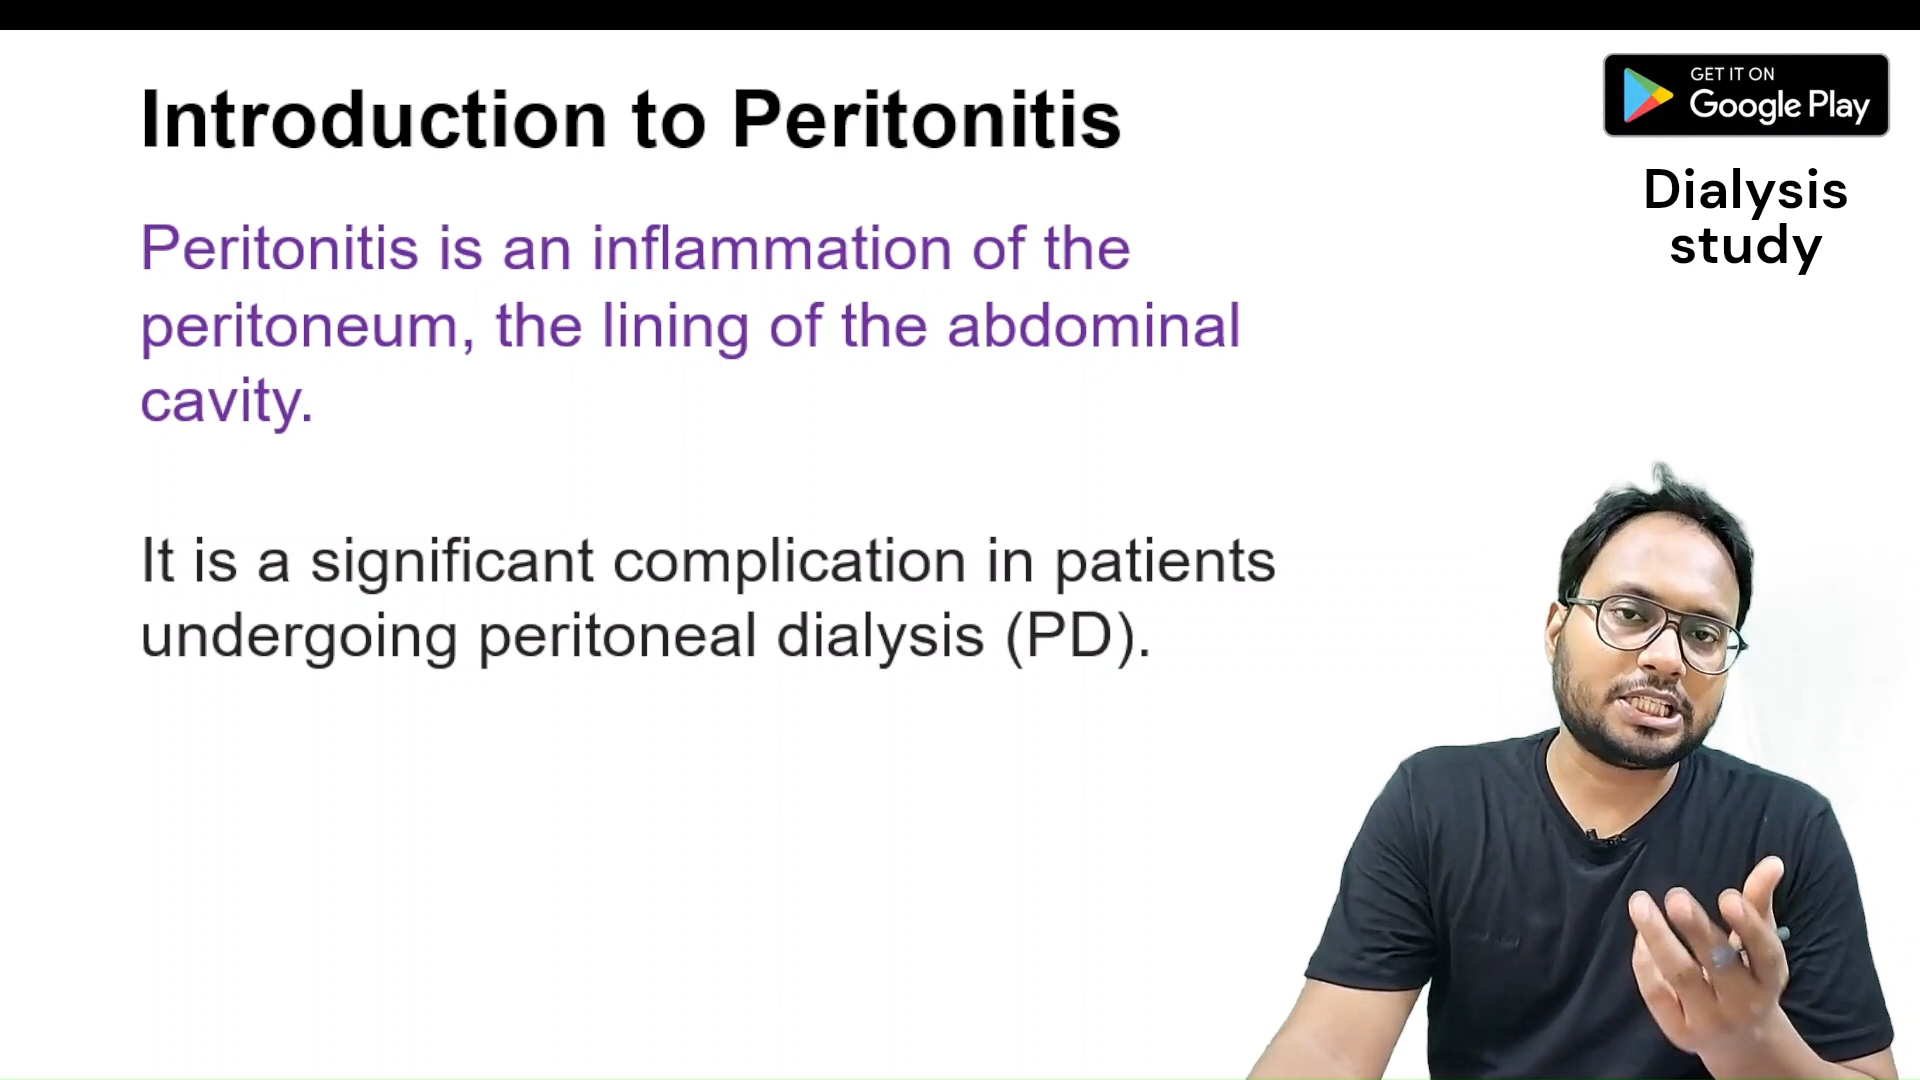 Introduction to Peritonitis
Peritonitis is an inflammation of the
peritoneum, the lining of the abdominal
cavity.
It is a significant complication in patients
undergoing peritoneal dialysis (PD).
GET IT ON
Google Play
Dialysis
study